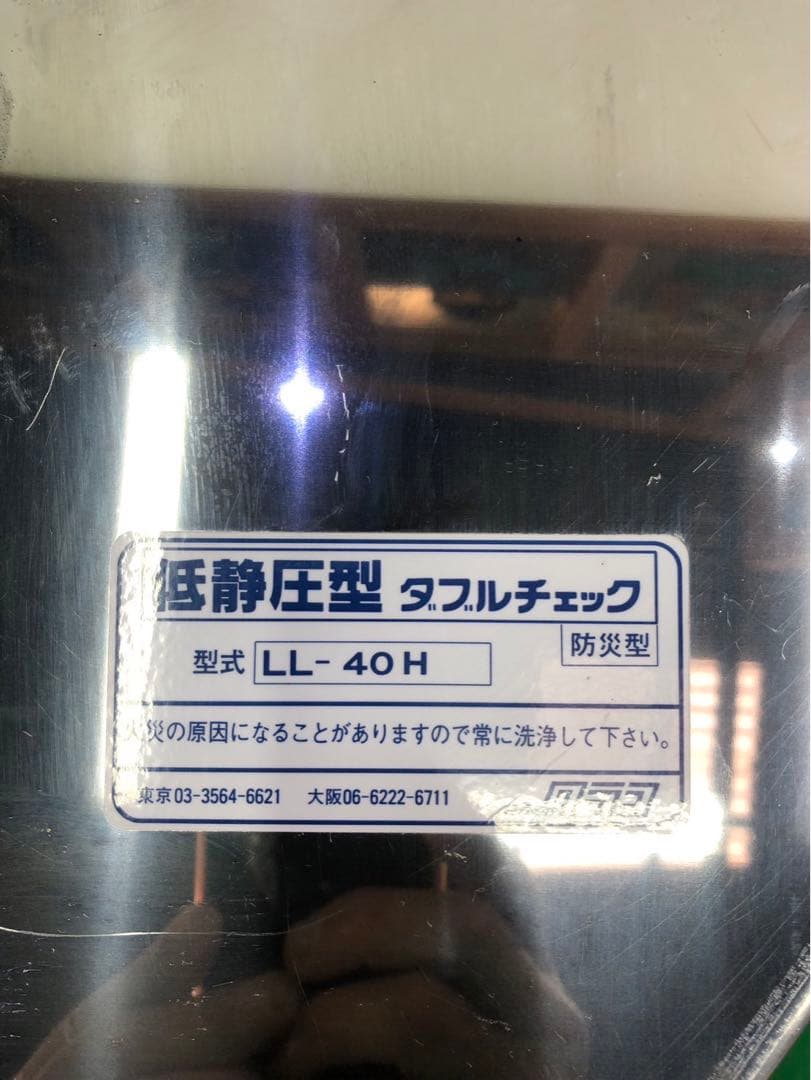 低静圧型 ダブルチェック
防災型
型式 LL-40H
火災の原因になることがありますので常に洗浄して下さい。
東京03-3564-6621 大阪06-6222-6711